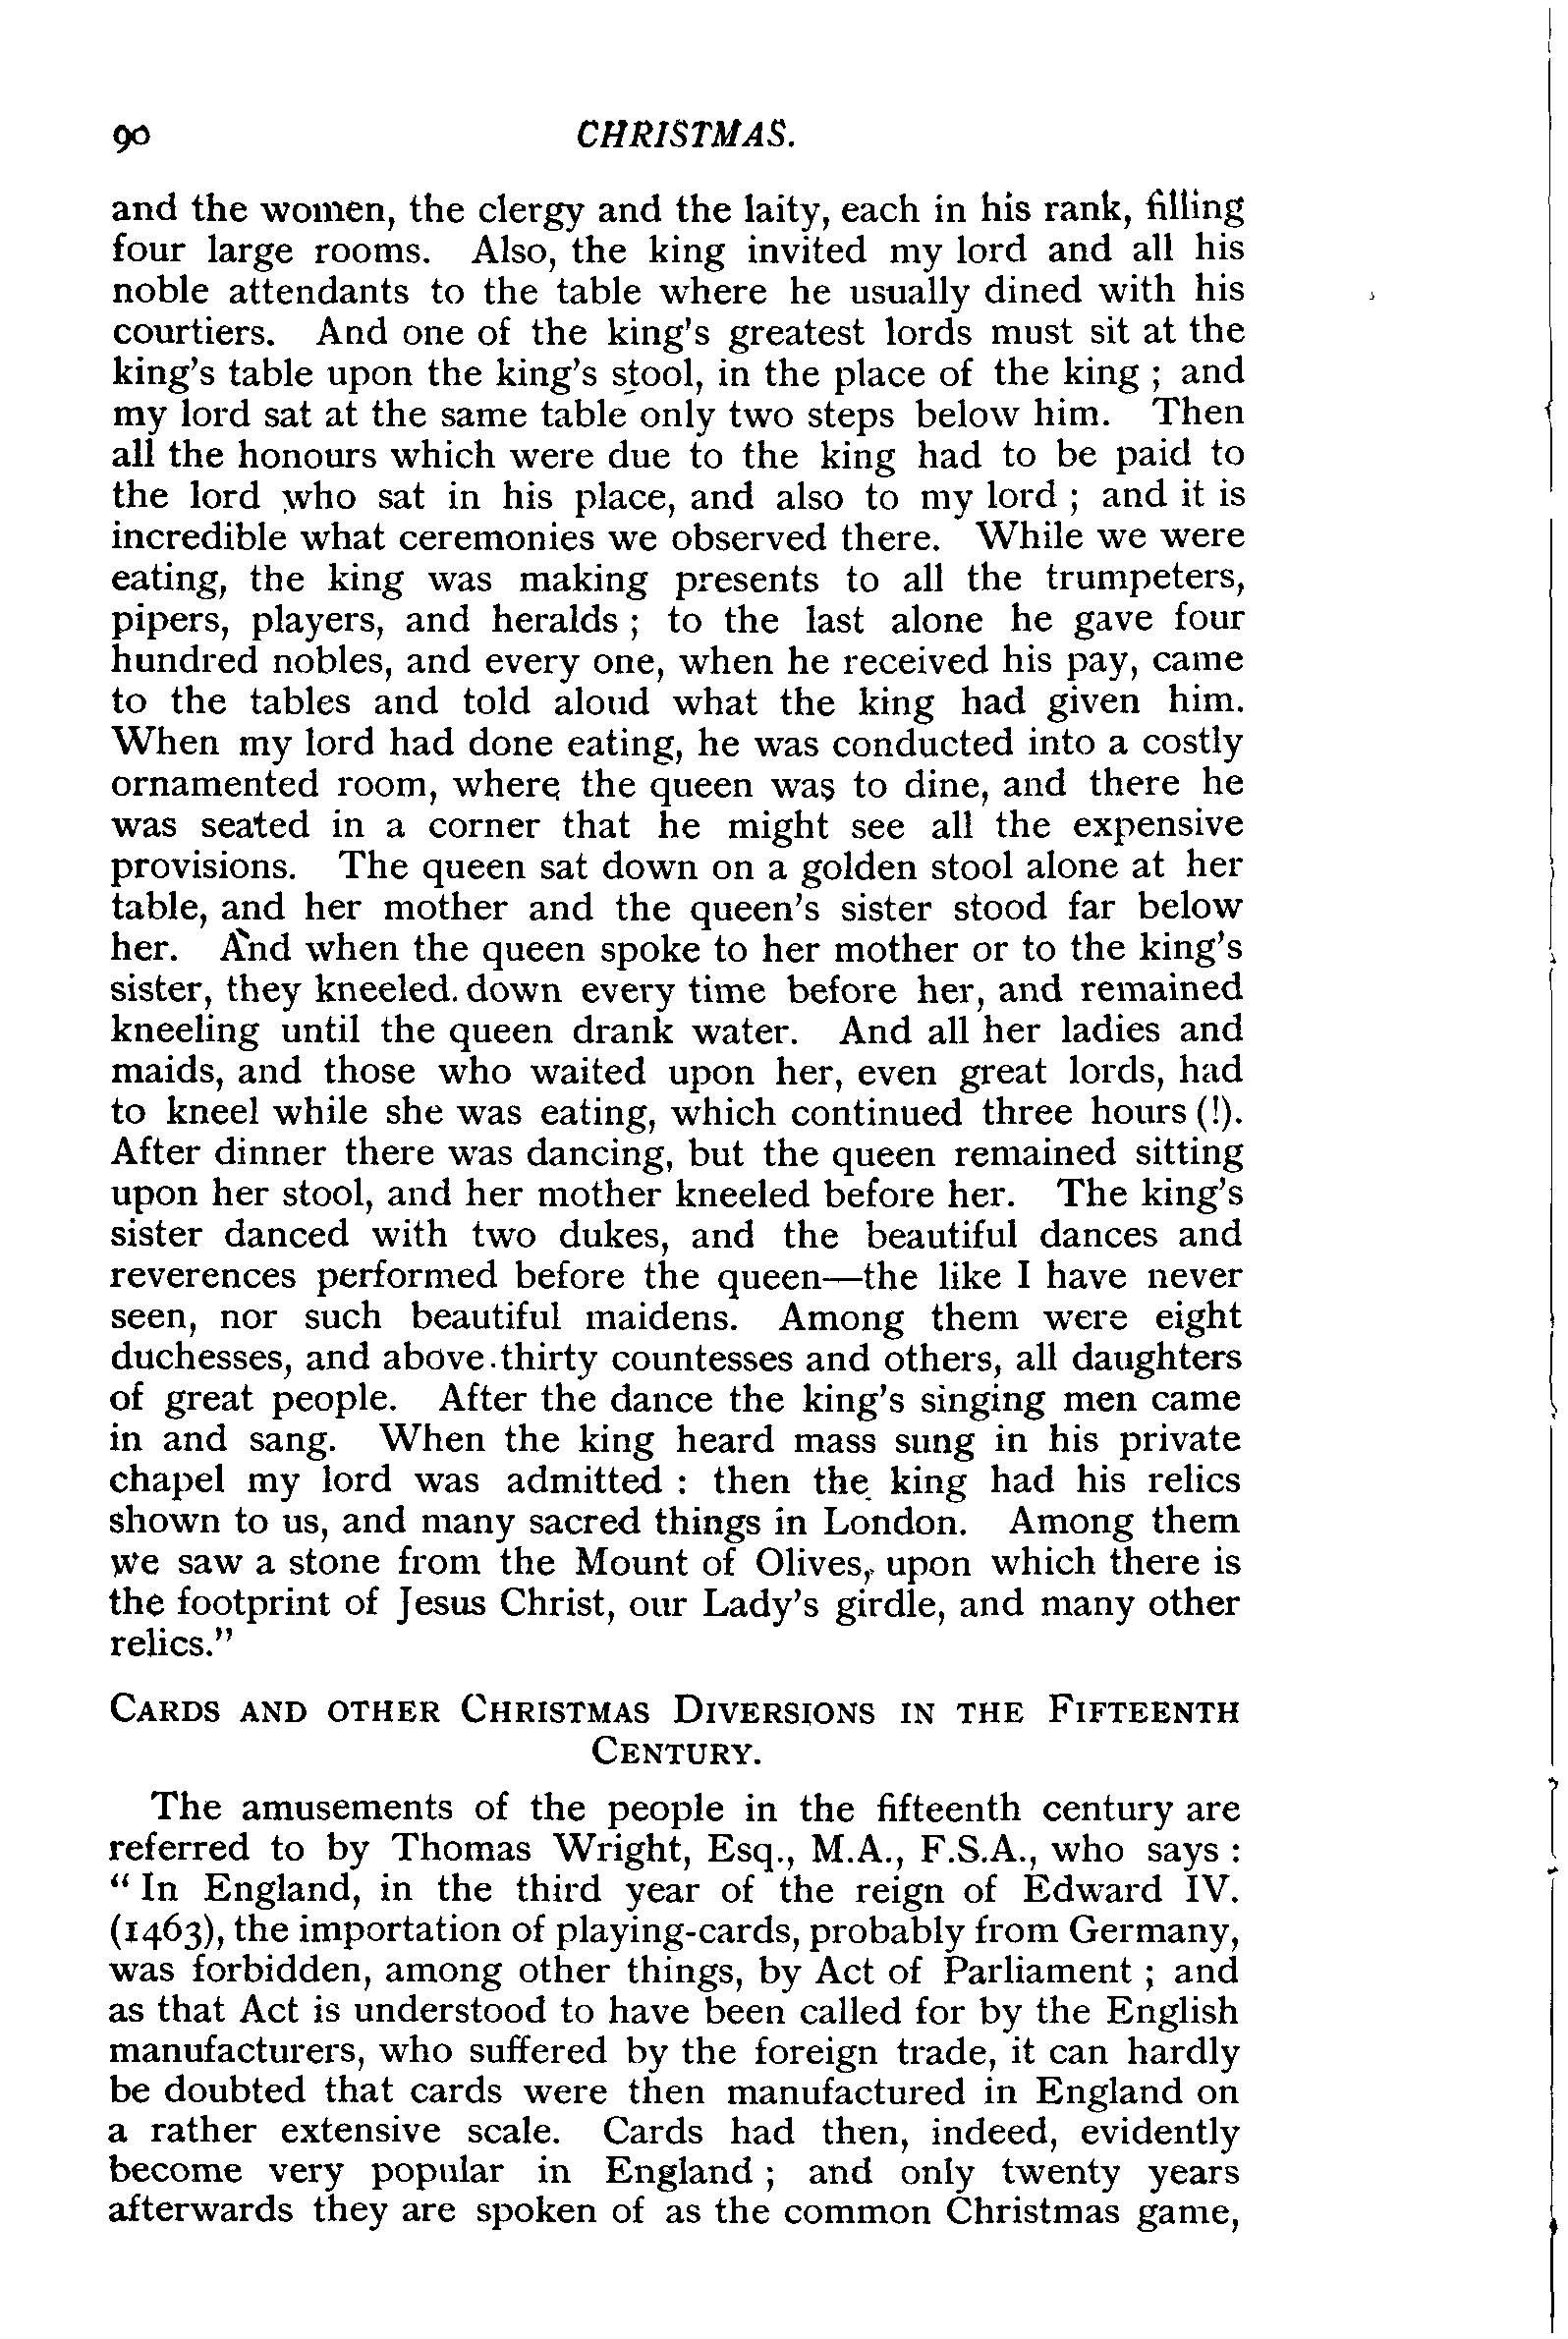 90 CHRISTMAS.
and the women, the clergy and the laity, each in his rank, filling
four large rooms. Also, the king invited my lord and all his
noble attendants to the table where he usually dined with his
courtiers. And one of the king's greatest lords must sit at the
king's table upon the king's stool, in the place of the king ; and
my lord sat at the same table only two steps below him. Then
all the honours which were due to the king had to be paid to
the lord who sat in his place, and also to my lord ; and it is
incredible what ceremonies we observed there. While we were
eating, the king was making presents to all the trumpeters,
pipers, players, and heralds ; to the last alone he gave four
hundred nobles, and every one, when he received his pay, came
to the tables and told aloud what the king had given him.
When my lord had done eating, he was conducted into a costly
ornamented room, where the queen was to dine, and there he
was seated in a corner that he might see all the expensive
provisions. The queen sat down on a golden stool alone at her
table, and her mother and the queen's sister stood far below
her. And when the queen spoke to her mother or to the king's
sister, they kneeled down every time before her, and remained
kneeling until the queen drank water. And all her ladies and
maids, and those who waited upon her, even great lords, had
to kneel while she was eating, which continued three hours (!).
After dinner there was dancing, but the queen remained sitting
upon her stool, and her mother kneeled before her. The king's
sister danced with two dukes, and the beautiful dances and
reverences performed before the queen—the like I have never
seen, nor such beautiful maidens. Among them were eight
duchesses, and above thirty countesses and others, all daughters
of great people. After the dance the king's singing men came
in and sang. When the king heard mass sung in his private
chapel my lord was admitted : then the king had his relics
shown to us, and many sacred things in London. Among them
we saw a stone from the Mount of Olives, upon which there is
the footprint of Jesus Christ, our Lady's girdle, and many other
relics."
CARDS AND OTHER CHRISTMAS DIVERSIONS IN THE FIFTEENTH
CENTURY.
The amusements of the people in the fifteenth century are
referred to by Thomas Wright, Esq., M.A., F.S.A., who says :
" In England, in the third year of the reign of Edward IV.
(1463), the importation of playing-cards, probably from Germany,
was forbidden, among other things, by Act of Parliament ; and
as that Act is understood to have been called for by the English
manufacturers, who suffered by the foreign trade, it can hardly
be doubted that cards were then manufactured in England on
a rather extensive scale. Cards had then, indeed, evidently
become very popular in England ; and only twenty years
afterwards they are spoken of as the common Christmas game,